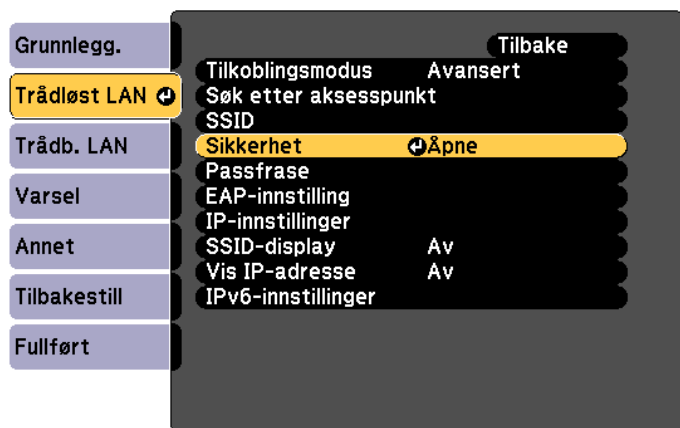 Grunnlegg.
Trådløst LAN
Trådb. LAN
Varsel
Annet
Tilbakestill
Fullført
Tilbake
Tilkoblingsmodus Avansert
Søk etter aksesspunkt
SSID
Sikkerhet Åpne
Passfrase
EAP-innstilling
IP-innstillinger
SSID-display Av
Vis IP-adresse Av
IPv6-innstillinger